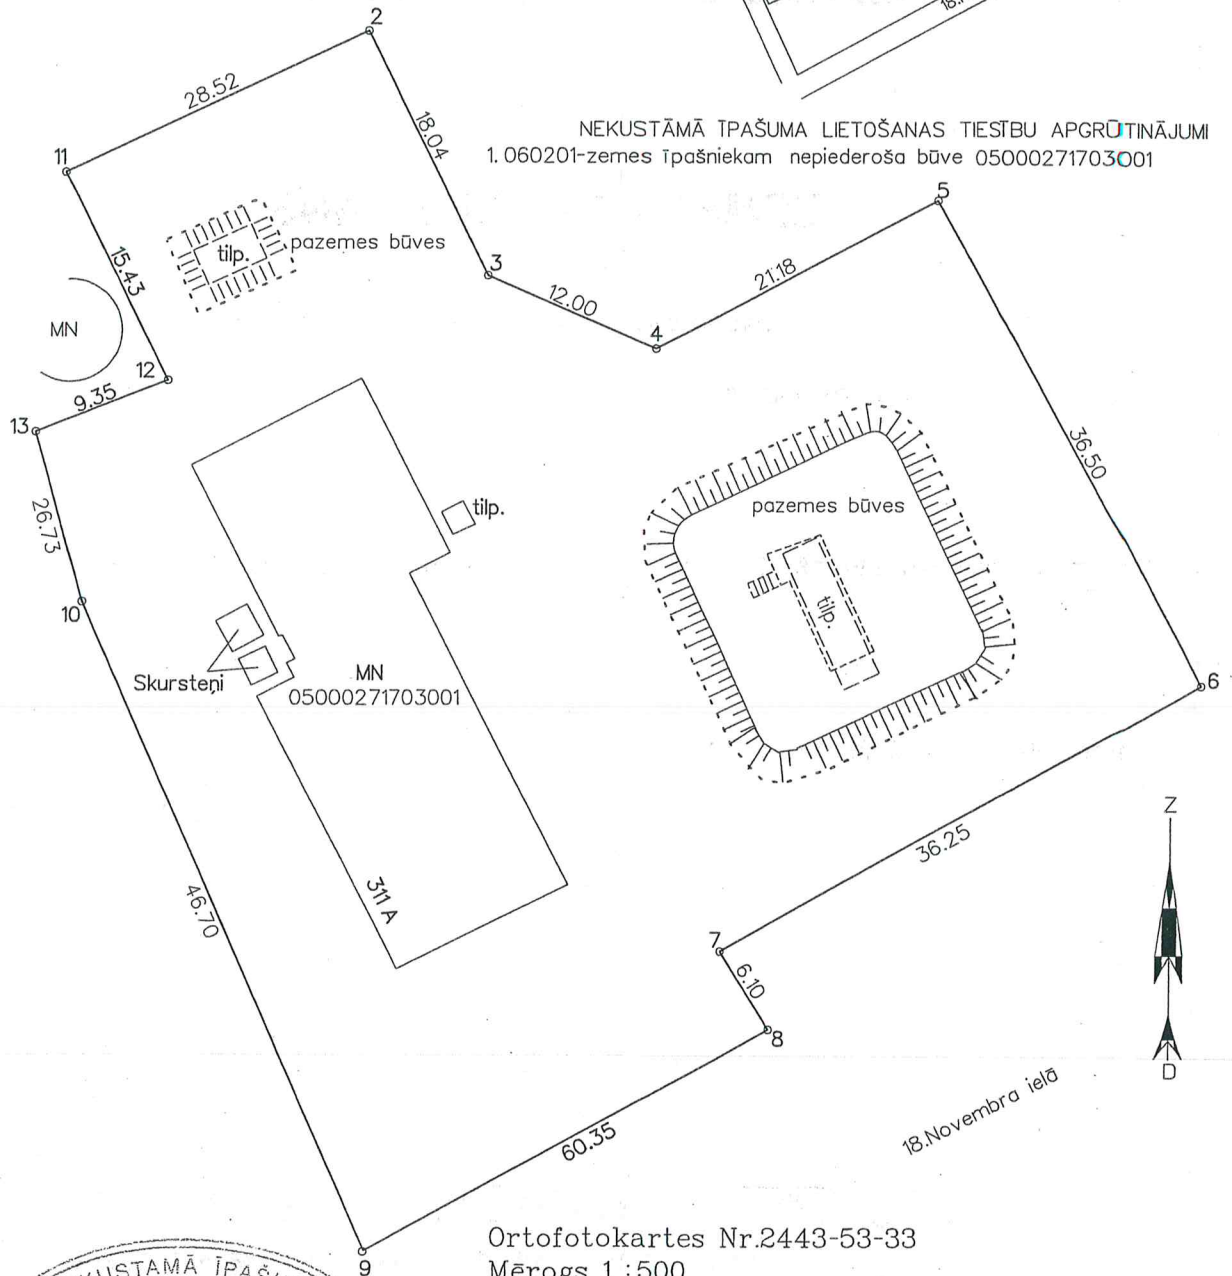 2
28.52
18.04
11
NEKUSTĀMĀ ĪPAŠUMA LIETOŠANAS TIESĪBU APGRŪTINĀJUMI
1. 060201-zemes īpašniekam nepiederoša būve 05000271703001
5
tilp.
pazemes būves
15.43
3
21.18
12.00
MN
4
12
9.35
13
36.50
26.73
tilp.
pazemes būves
10
tilp.
Skursteņi
MN
05000271703001
6
Z
36.25
311 A
46.70
7
6.10
8
D
18.Novembra ielā
60.35
Ortofotokartes Nr.2443-53-33
9
Mērogs 1:500